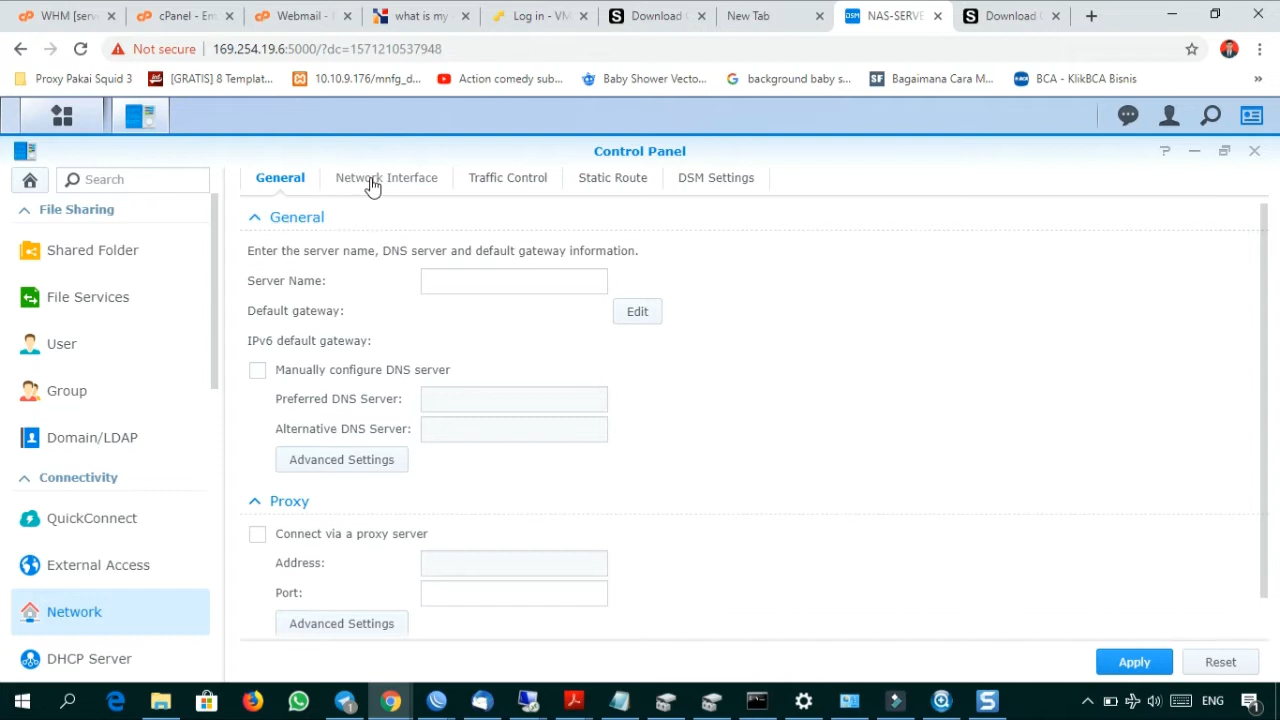 WHM [serv
cPanel - Em
Webmail -
what is my
Log in - VM
Download
New Tab
NAS-SERVE
Download
Not secure
169.254.19.6:5000/?dc=1571210537948
Proxy Pakai Squid 3
[GRATIS] 8 Templat...
10.10.9.176/mnfg_d...
Action comedy sub...
Baby Shower Vecto...
background baby s...
Bagaimana Cara M...
BCA - KlikBCA Bisnis
»
Control Panel
Search
General
Network Interface
Traffic Control
Static Route
DSM Settings
File Sharing
Shared Folder
File Services
User
Group
Domain/LDAP
Connectivity
QuickConnect
External Access
Network
DHCP Server
General
Enter the server name, DNS server and default gateway information.
Server Name:
Default gateway:
Edit
IPv6 default gateway:
Manually configure DNS server
Preferred DNS Server:
Alternative DNS Server:
Advanced Settings
Proxy
Connect via a proxy server
Address:
Port:
Advanced Settings
Apply
Reset
ENG